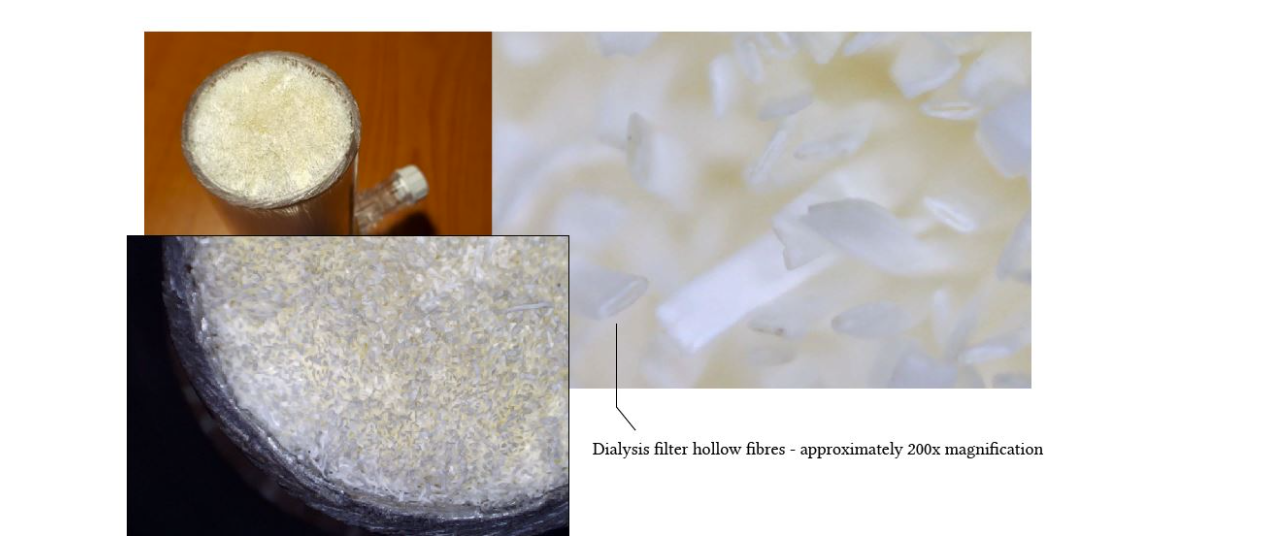 Dialysis filter hollow fibres - approximately 200x magnification